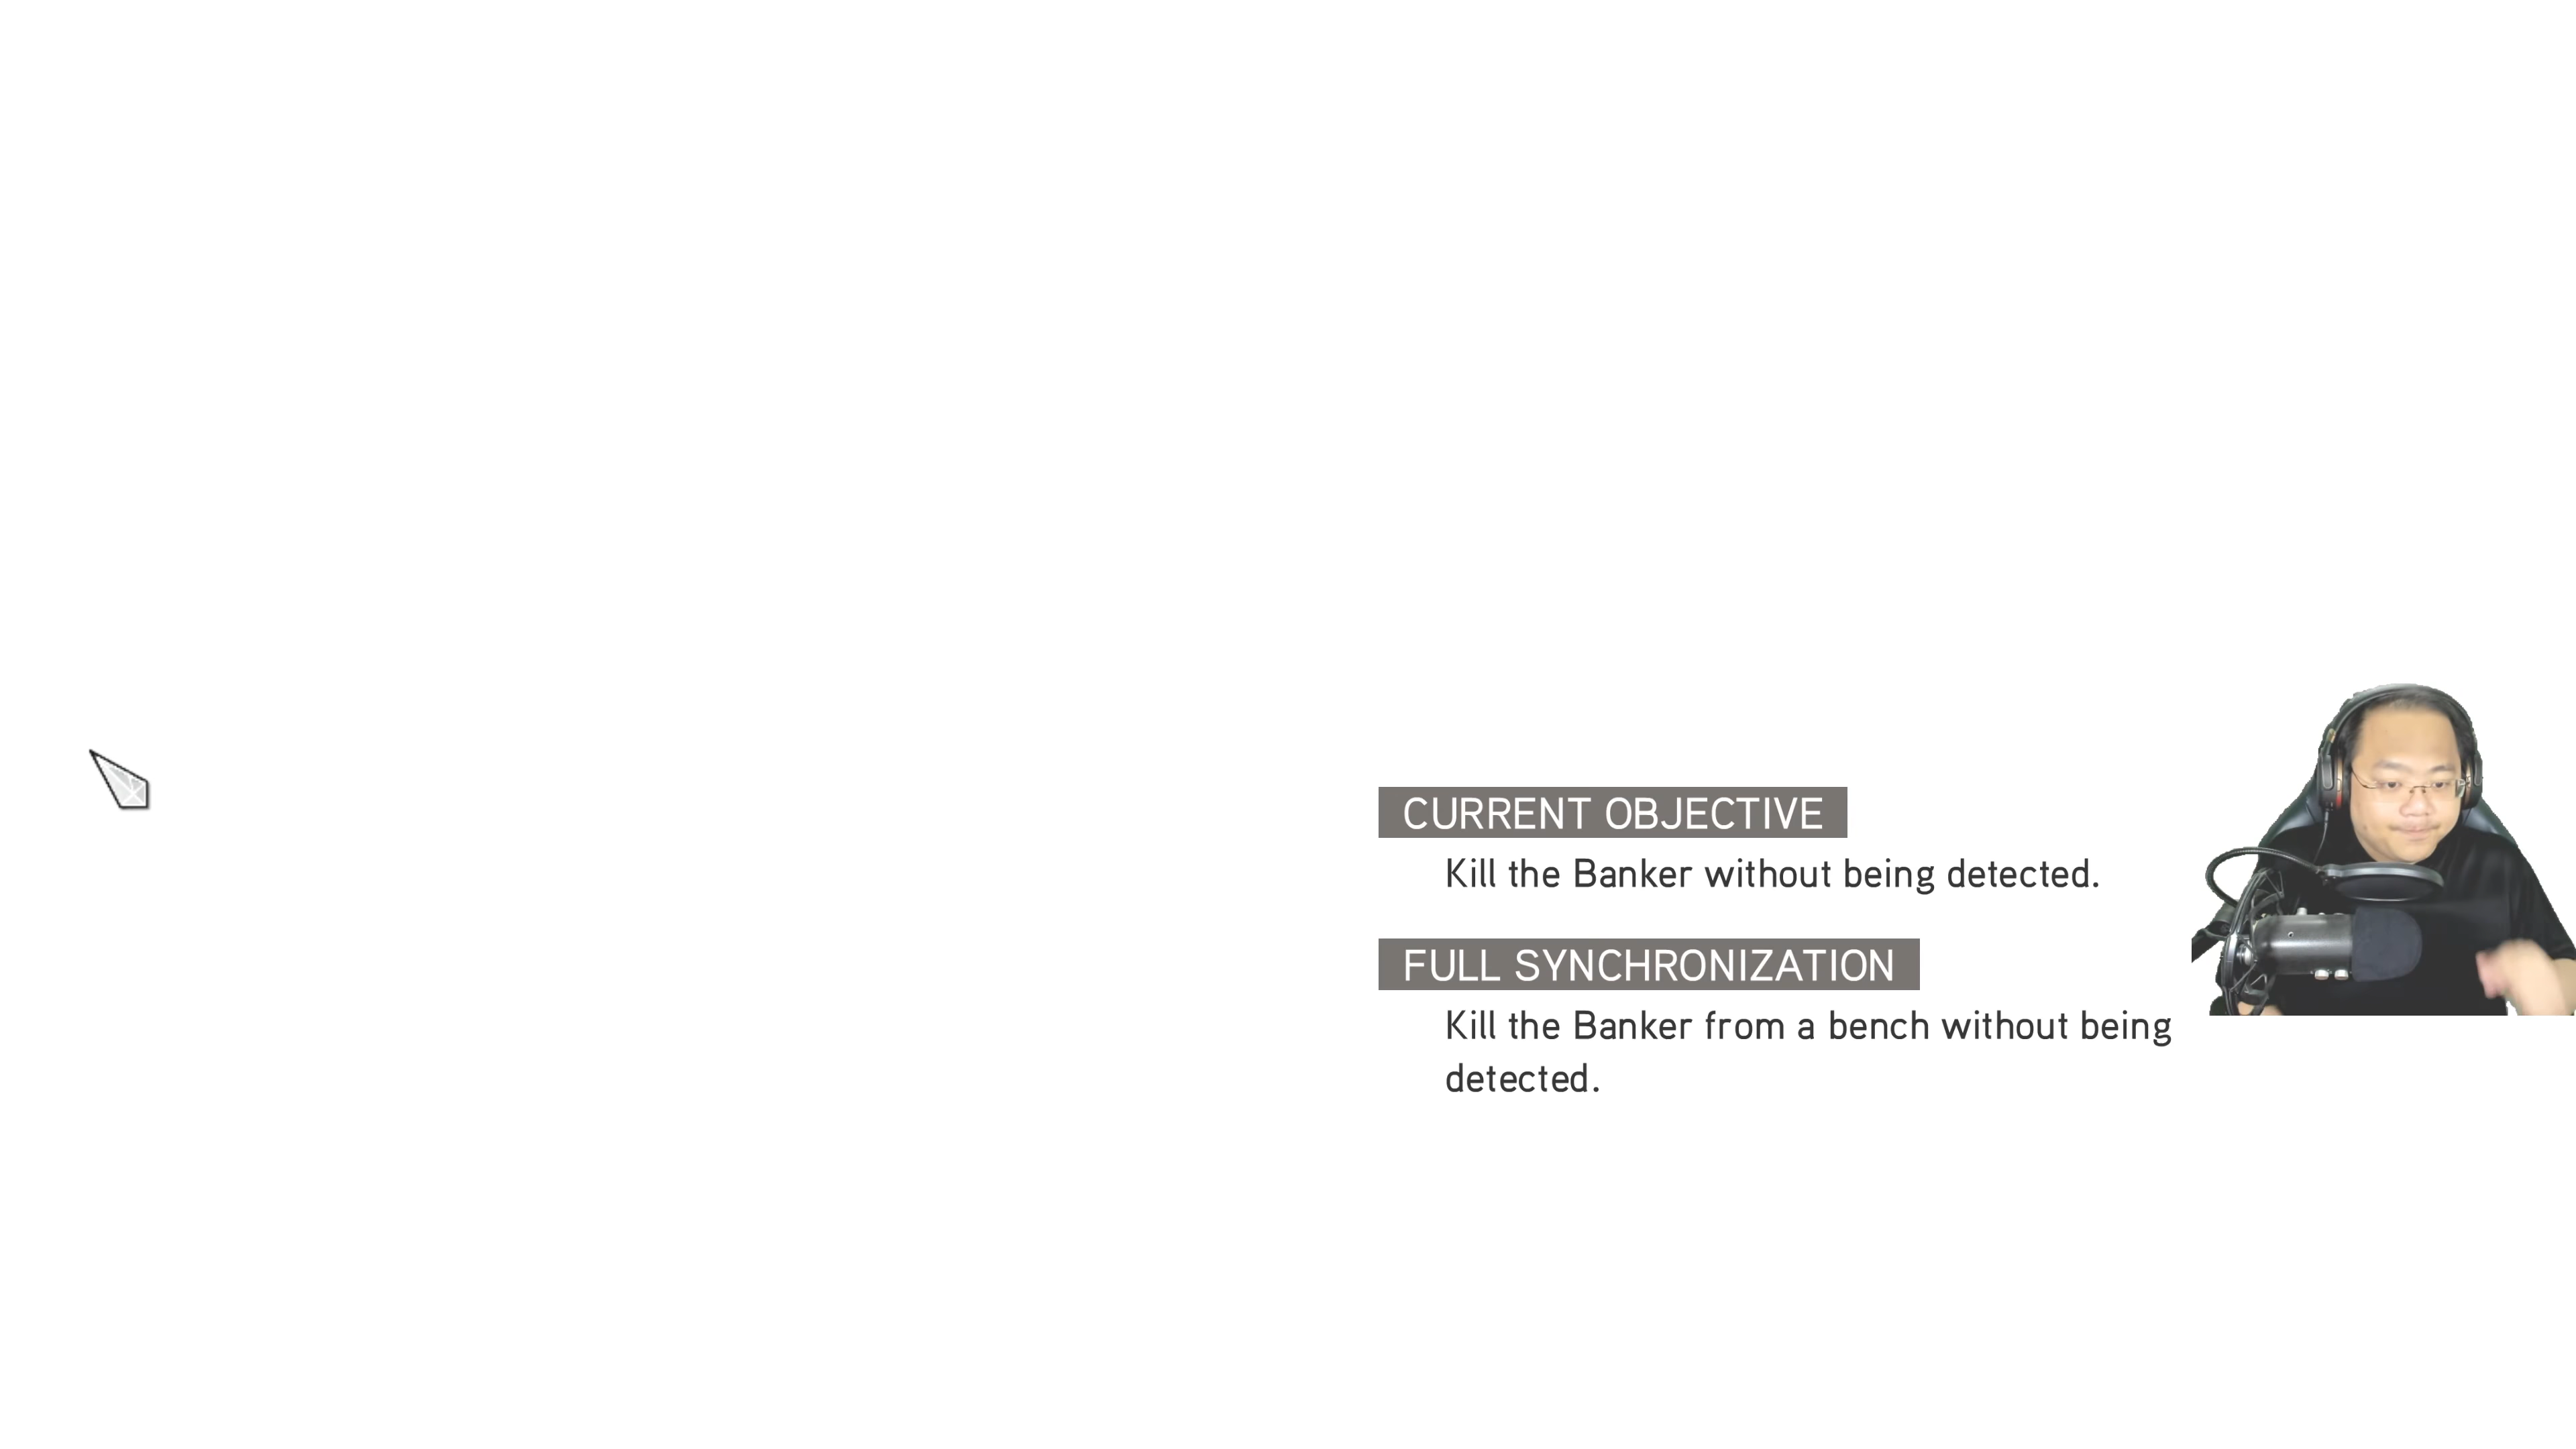 CURRENT OBJECTIVE
Kill the Banker without being detected.
FULL SYNCHRONIZATION
Kill the Banker from a bench without being
detected.